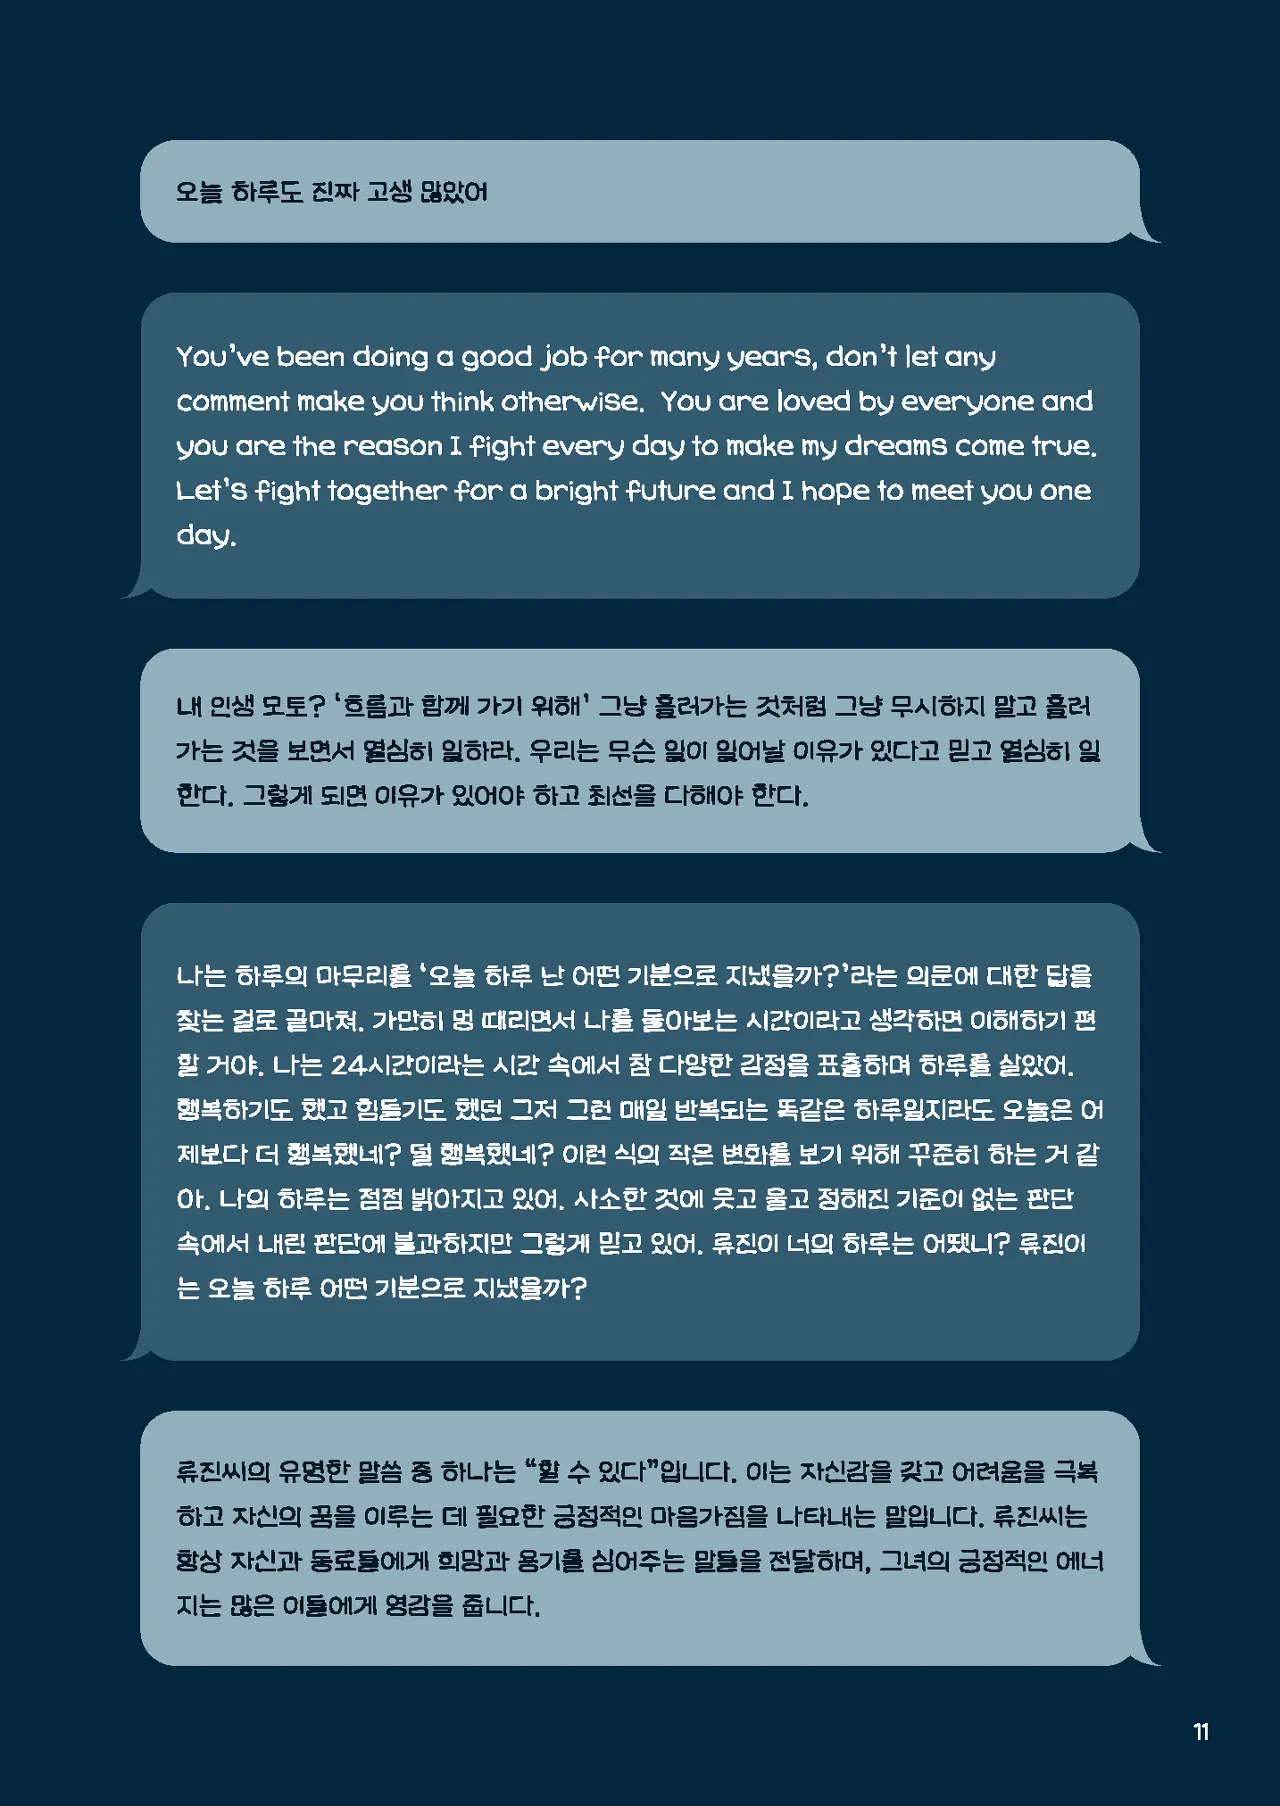 오늘 하루도 진짜 고생 많았어
You've been doing a good job for many years, don't let any
comment make you think otherwise.  You are loved by everyone and
you are the reason I fight every day to make my dreams come true.
Let's fight together for a bright future and I hope to meet you one
day.
내 인생 모토? ‘흐름과 함께 가기 위해’ 그냥 흘러가는 것처럼 그냥 무시하지 말고 흘러
가는 것을 보면서 열심히 일하라. 우리는 무슨 일이 일어날 이유가 있다고 믿고 열심히 일
한다. 그렇게 되면 이유가 있어야 하고 최선을 다해야 한다.
나는 하루의 마무리를 ‘오늘 하루 난 어떤 기분으로 지냈을까?’라는 의문에 대한 답을
찾는 걸로 끝마쳐. 가만히 멍 때리면서 나를 돌아보는 시간이라고 생각하면 이해하기 편
할 거야. 나는 24시간이라는 시간 속에서 참 다양한 감정을 표출하며 하루를 살았어.
행복하기도 했고 힘들기도 했던 그저 그런 매일 반복되는 똑같은 하루일지라도 오늘은 어
제보다 더 행복했네? 덜 행복했네? 이런 식의 작은 변화를 보기 위해 꾸준히 하는 거 같
아. 나의 하루는 점점 밝아지고 있어. 사소한 것에 웃고 울고 정해진 기준이 없는 판단
속에서 내린 판단에 불과하지만 그렇게 믿고 있어. 류진이 너의 하루는 어땠니? 류진이
는 오늘 하루 어떤 기분으로 지냈을까?
류진씨의 유명한 말씀 중 하나는 “할 수 있다”입니다. 이는 자신감을 갖고 어려움을 극복
하고 자신의 꿈을 이루는 데 필요한 긍정적인 마음가짐을 나타내는 말입니다. 류진씨는
항상 자신과 동료들에게 희망과 용기를 심어주는 말들을 전달하며, 그녀의 긍정적인 에너
지는 많은 이들에게 영감을 줍니다.
11